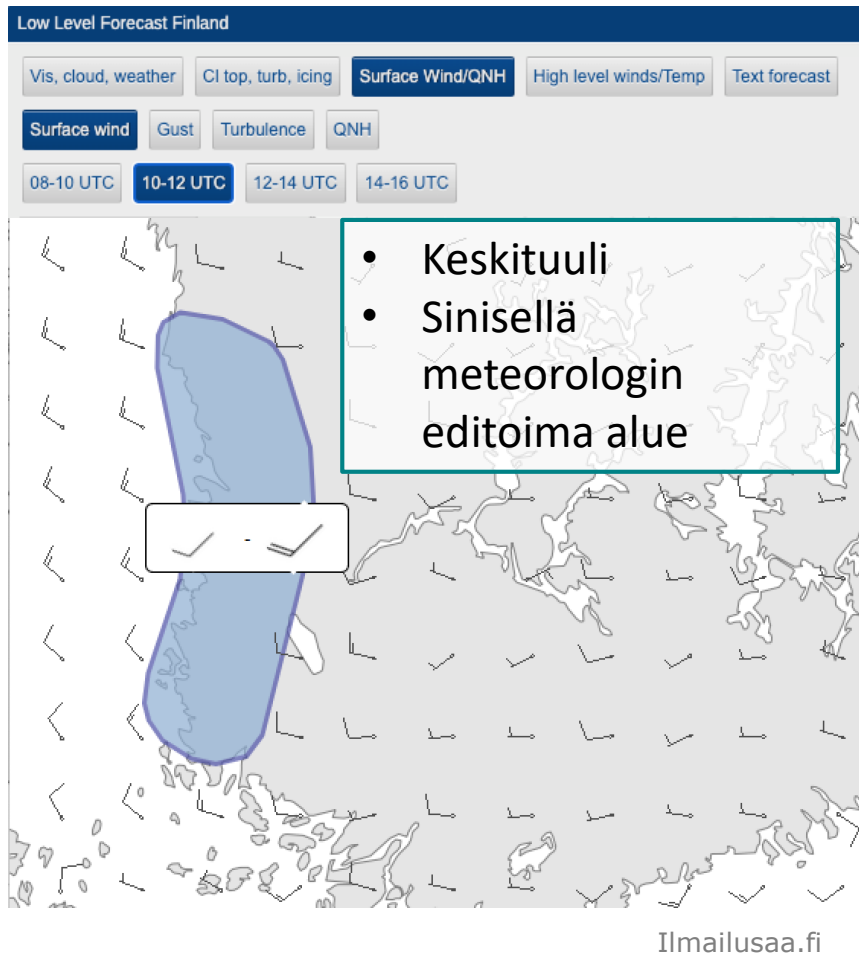 Low Level Forecast Finland
Vis, cloud, weather Cl top, turb, icing Surface Wind/QNH High level winds/Temp Text forecast
Surface wind Gust Turbulence QNH
08-10 UTC 10-12 UTC 12-14 UTC 14-16 UTC
• Keskituuli
• Sinisellä
meteorologin
editoima alue
-
Ilmailusaa.fi